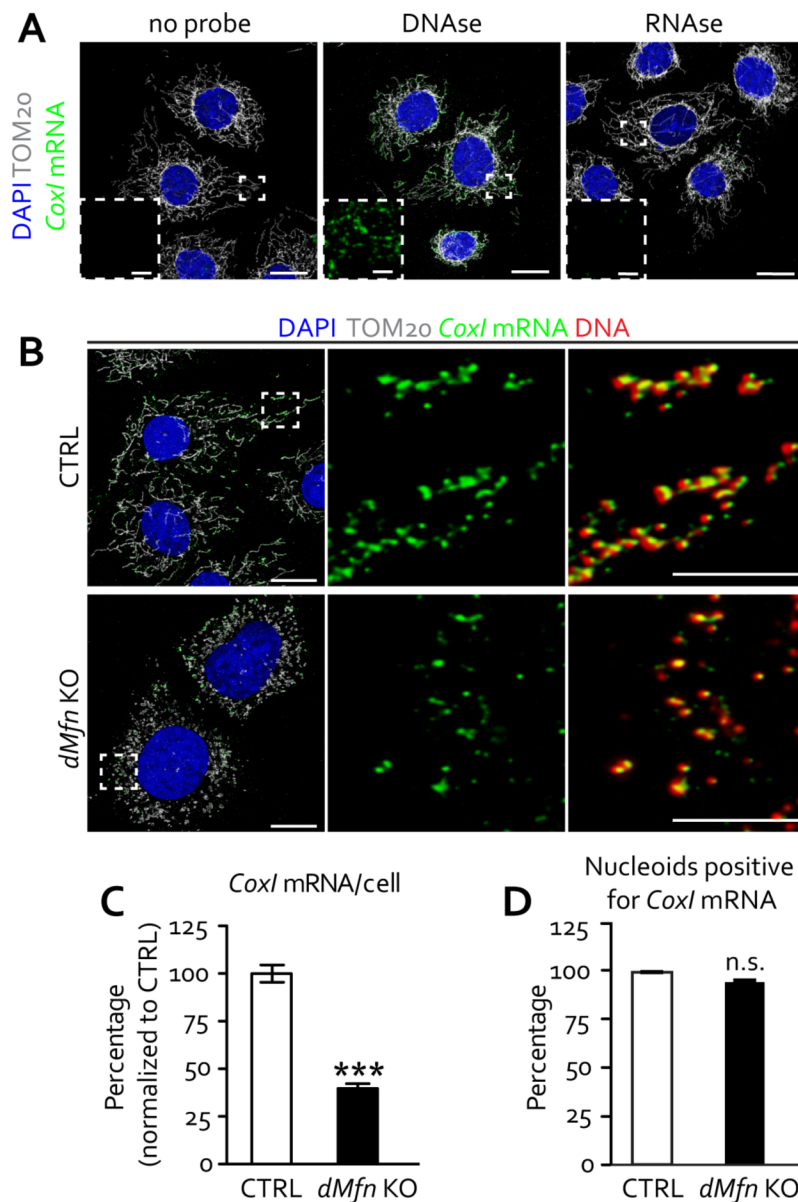 A
no probe
DNAse
RNAse
DAPI TOM20
CoxI mRNA
B
DAPI TOM20 CoxI mRNA DNA
CTRL
dMfn KO
C
CoxI mRNA/cell
Percentage
(normalized to CTRL)
125
100
75
50
25
0
***
CTRL dMfn KO
D
Nucleoids positive
for CoxI mRNA
Percentage
125
100
75
50
25
0
n.s.
CTRL dMfn KO